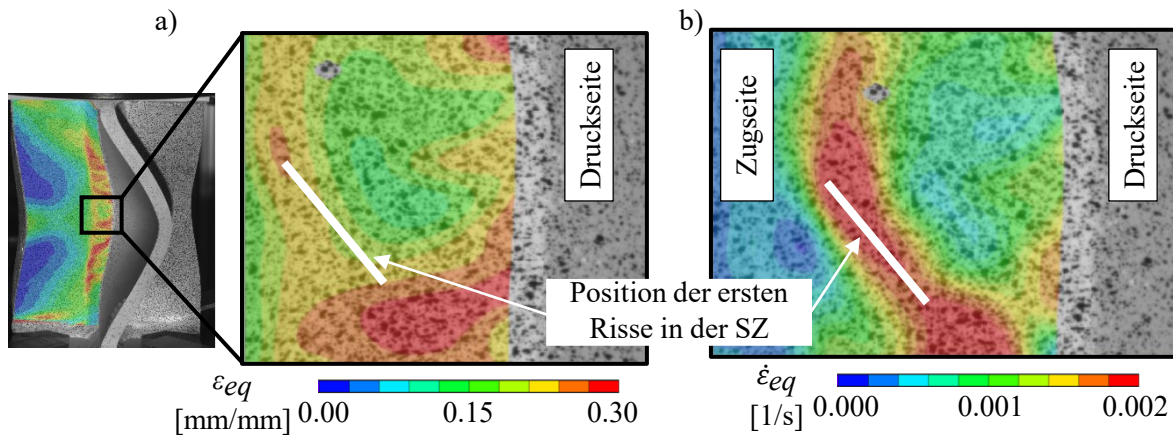 a)
b)
Druckseite
Zugseite
Druckseite
Position der ersten
Risse in der SZ
εeq
[mm/mm]
0.00 0.15 0.30
ε̇eq
[1/s]
0.000 0.001 0.002